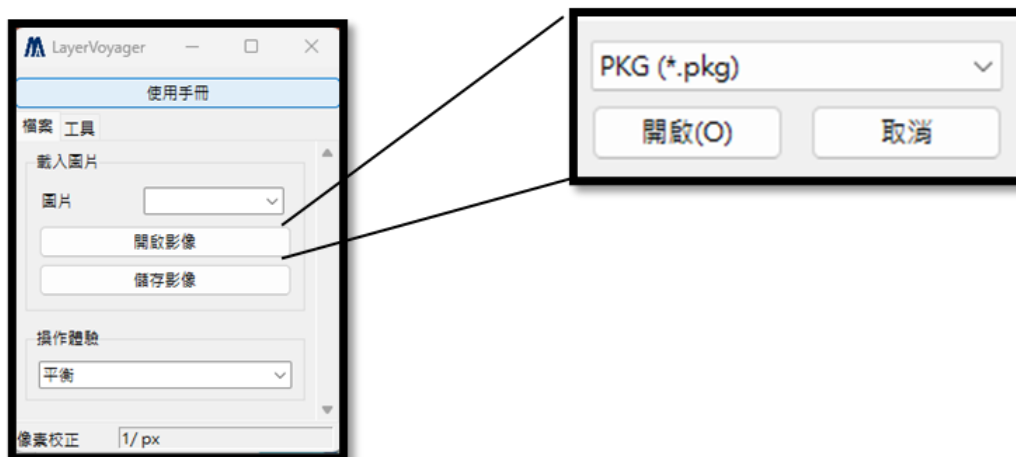 LayerVoyager
使用手冊
檔案 工具
載入圖片
圖片
開啟影像
儲存影像
操作體驗
平衡
像素校正 1/ px
PKG (*.pkg)
開啟(O) 取消